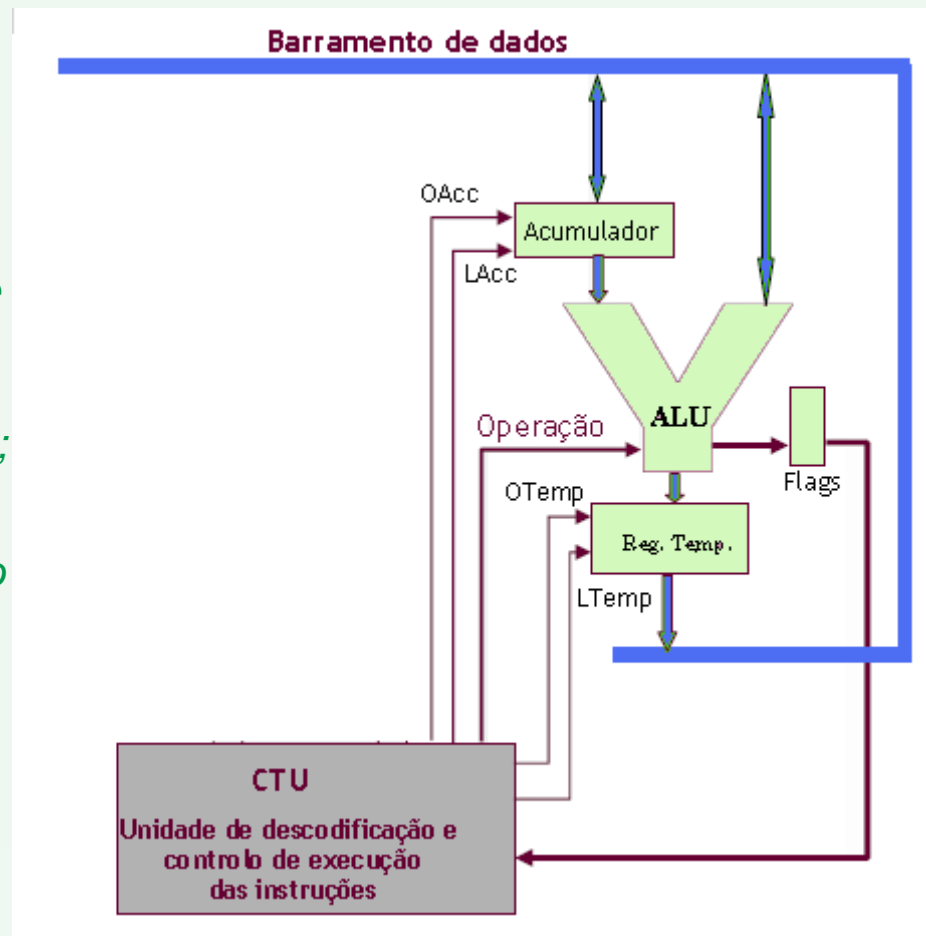 Barramento de dados
OAcc
Acumulador
LAcc
ALU
Operação
Flags
OTemp
Reg. Temp.
LTemp
CTU
Unidade de descodificação e
controlo de execução
das instruções